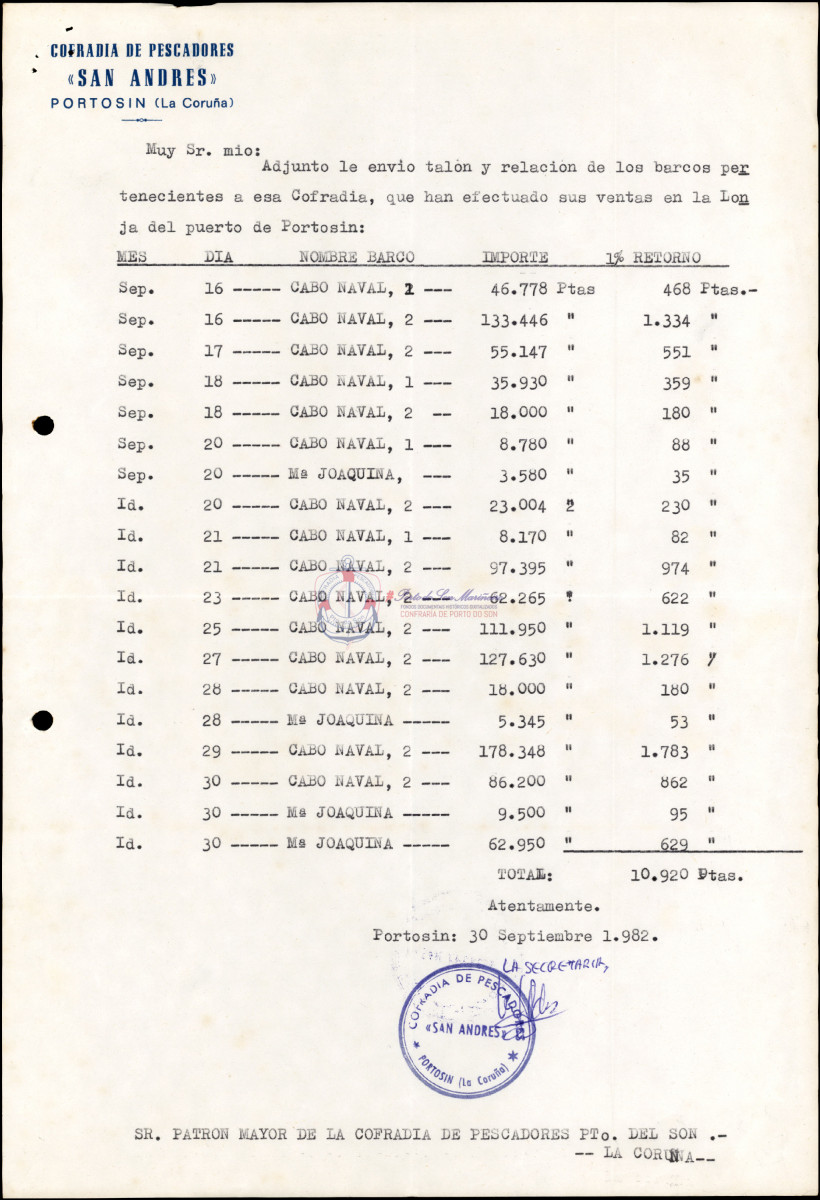 COFRADIA DE PESCADORES
«SAN ANDRES»
PORTOSIN (La Coruña)
Muy Sr. mio:
Adjunto le envio talón y relación de los barcos per
tenecientes a esa Cofradia, que han efectuado sus ventas en la Lon
ja del puerto de Portosin:
MES DIA NOMBRE BARCO IMPORTE 1% RETORNO
Sep. 16 ----- CABO NAVAL, 1 --- 46.778 Ptas 468 Ptas.-
Sep. 16 ----- CABO NAVAL, 2 --- 133.446 " 1.334 "
Sep. 17 ----- CABO NAVAL, 2 --- 55.147 " 551 "
Sep. 18 ----- CABO NAVAL, 1 --- 35.930 " 359 "
Sep. 18 ----- CABO NAVAL, 2 -- 18.000 " 180 "
Sep. 20 ----- CABO NAVAL, 1 --- 8.780 " 88 "
Sep. 20 ----- Mª JOAQUINA, --- 3.580 " 35 "
Id. 20 ----- CABO NAVAL, 2 --- 23.004 " 230 "
Id. 21 ----- CABO NAVAL, 1 --- 8.170 " 82 "
Id. 21 ----- CABO NAVAL, 2 --- 97.395 " 974 "
Id. 23 ----- CABO NAVAL, 2 --- 62.265 " 622 "
Id. 25 ----- CABO NAVAL, 2 --- 111.950 " 1.119 "
Id. 27 ----- CABO NAVAL, 2 --- 127.630 " 1.276 "
Id. 28 ----- CABO NAVAL, 2 --- 18.000 " 180 "
Id. 28 ----- Mª JOAQUINA ----- 5.345 " 53 "
Id. 29 ----- CABO NAVAL, 2 --- 178.348 " 1.783 "
Id. 30 ----- CABO NAVAL, 2 --- 86.200 " 862 "
Id. 30 ----- Mª JOAQUINA ----- 9.500 " 95 "
Id. 30 ----- Mª JOAQUINA ----- 62.950 " 629 "
TOTAL: 10.920 Ptas.
Atentamente.
Portosin: 30 Septiembre 1.982.
LA SECRETARIA,
COFRADIA DE PESCADORES
«SAN ANDRES»
PORTOSIN (La Coruña)
SR. PATRON MAYOR DE LA COFRADIA DE PESCADORES PTo. DEL SON .-
-- LA CORUÑA--
CONFRARIA DE PORTO DO SON